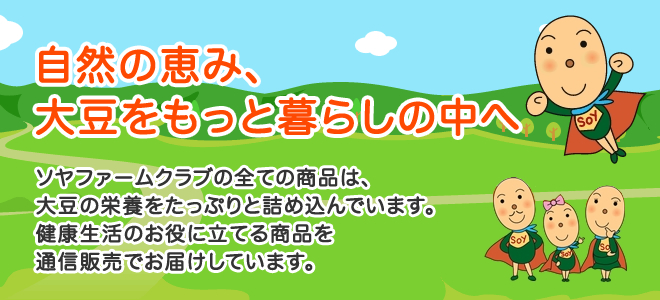 自然の恵み、
大豆をもっと暮らしの中へ
ソヤファームクラブの全ての商品は、
大豆の栄養をたっぷりと詰め込んでいます。
健康生活のお役に立てる商品を
通信販売でお届けしています。
SOY
SOY
SOY
SOY